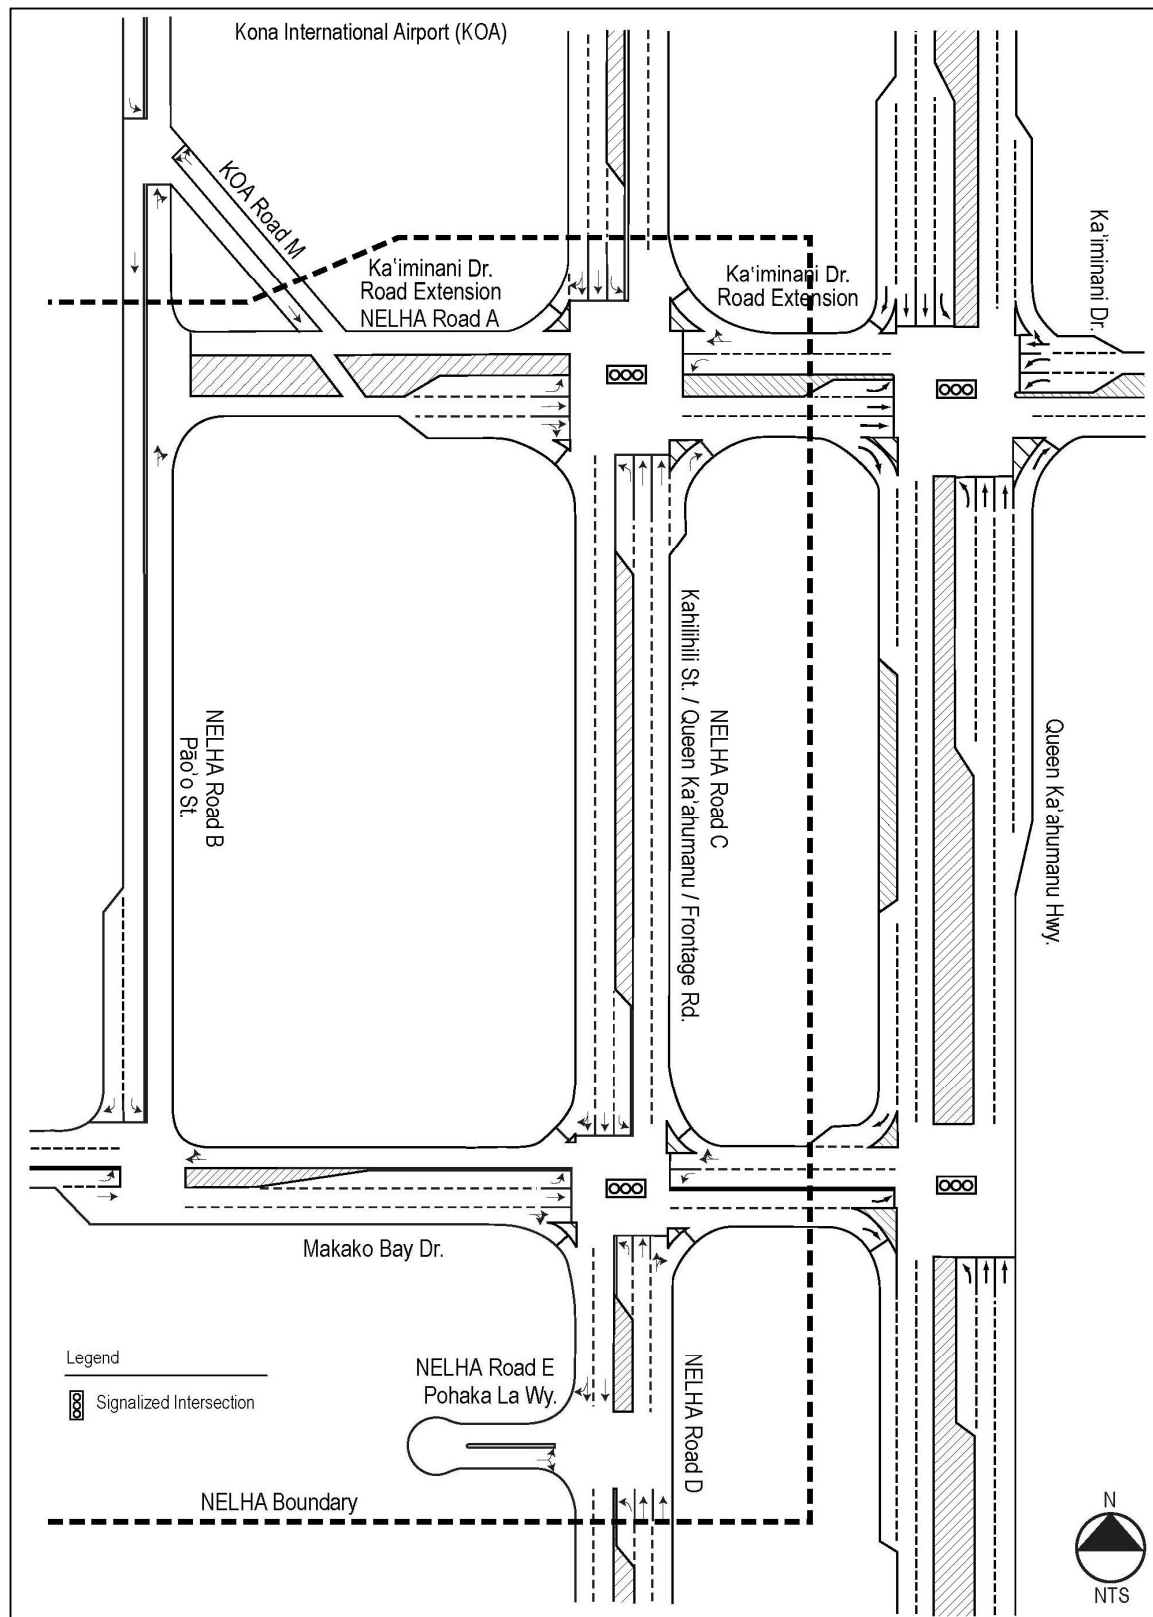 Kona International Airport (KOA)
KOA Road M
Ka'iminani Dr.
Road Extension
NELHA Road A
Ka'iminani Dr.
Road Extension
Ka'iminani Dr.
NELHA Road B
Pāo'o St.
NELHA Road C
Kahilihili St. / Queen Ka'ahumanu / Frontage Rd.
Queen Ka'ahumanu Hwy.
Makako Bay Dr.
Legend
Signalized Intersection
NELHA Road E
Pohaka La Wy.
NELHA Road D
NELHA Boundary
N
NTS